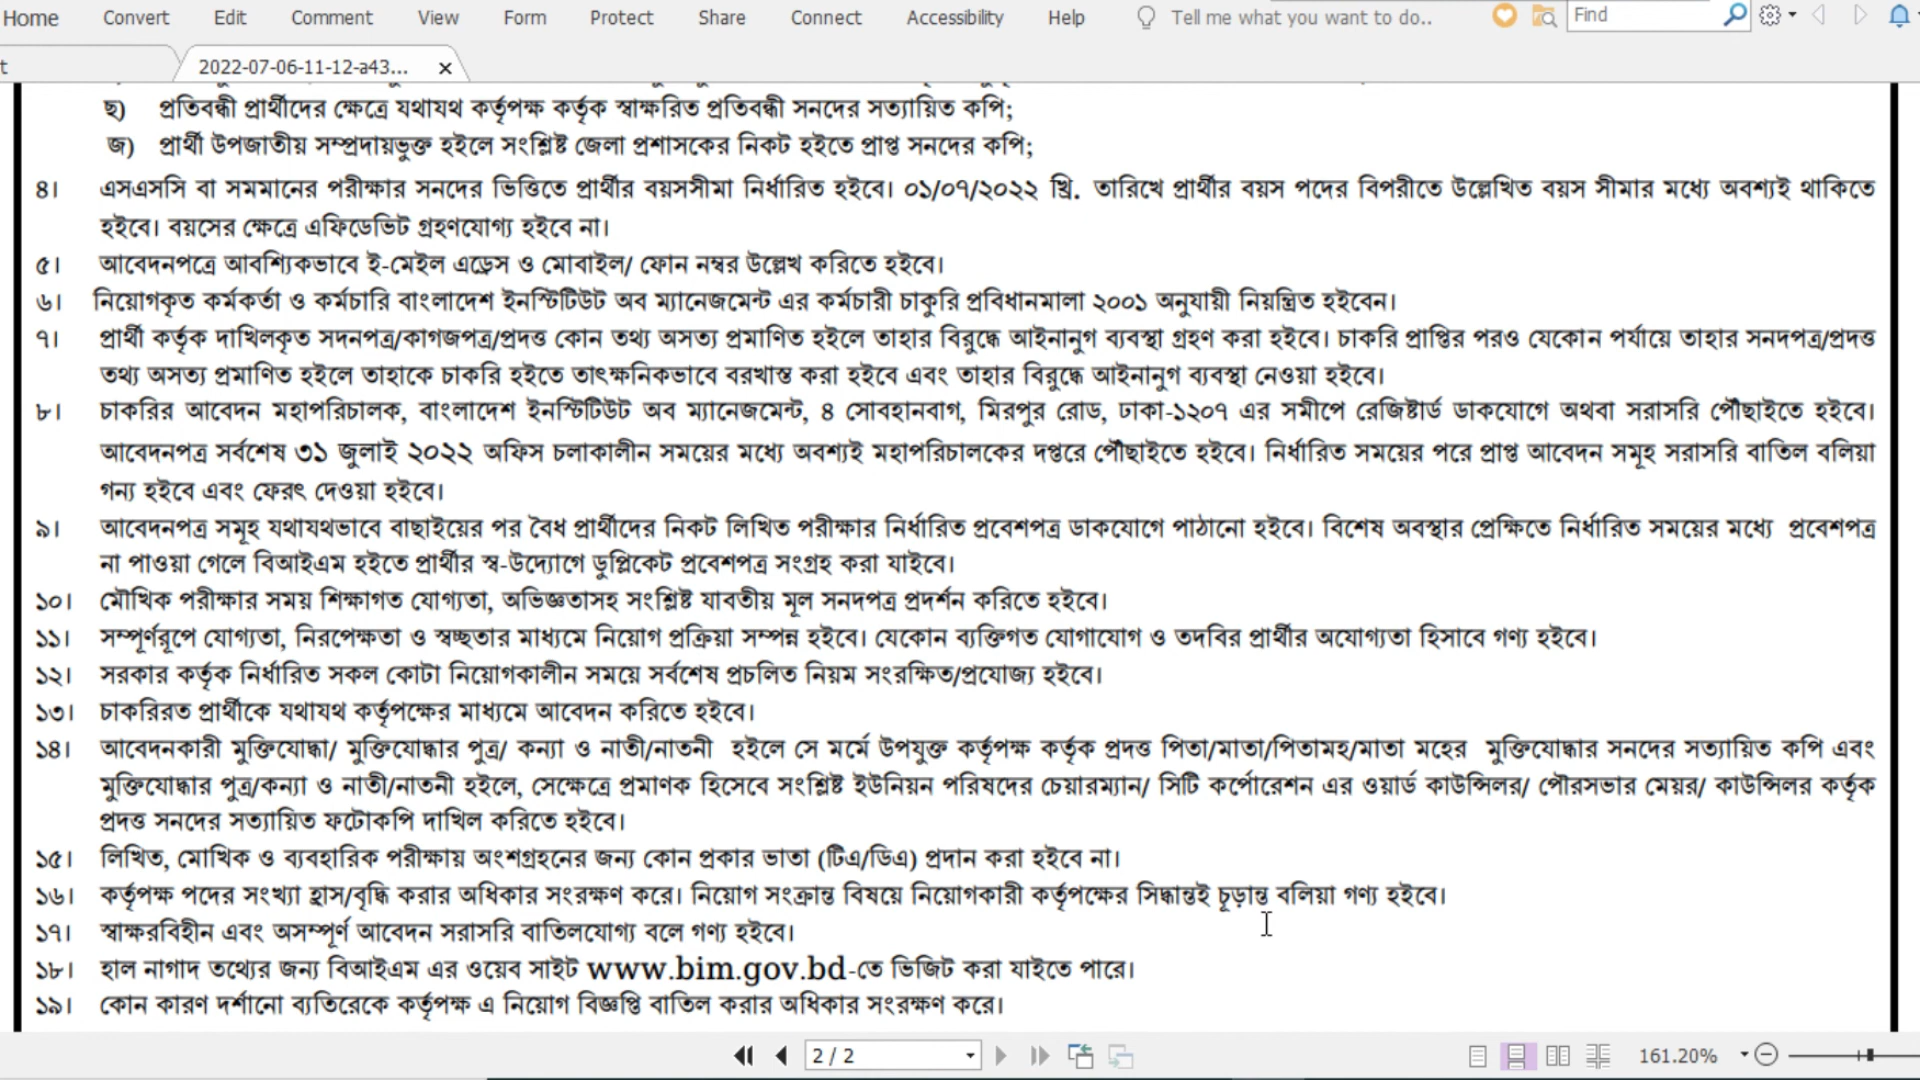 Home Convert Edit Comment View Form Protect Share Connect Accessibility Help Tell me what you want to do.. Find
t 2022-07-06-11-12-a43...
ছ) প্রতিবন্ধী প্রার্থীদের ক্ষেত্রে যথাযথ কর্তৃপক্ষ কর্তৃক স্বাক্ষরিত প্রতিবন্ধী সনদের সত্যায়িত কপি;
জ) প্রার্থী উপজাতীয় সম্প্রদায়ভুক্ত হইলে সংশ্লিষ্ট জেলা প্রশাসকের নিকট হইতে প্রাপ্ত সনদের কপি;
৪। এসএসসি বা সমমানের পরীক্ষার সনদের ভিত্তিতে প্রার্থীর বয়সসীমা নির্ধারিত হইবে। ০১/০৭/২০২২ খ্রি. তারিখে প্রার্থীর বয়স পদের বিপরীতে উল্লেখিত বয়স সীমার মধ্যে অবশ্যই থাকিতে
হইবে। বয়সের ক্ষেত্রে এফিডেভিট গ্রহণযোগ্য হইবে না।
৫। আবেদনপত্রে আবশ্যিকভাবে ই-মেইল এড্রেস ও মোবাইল/ ফোন নম্বর উল্লেখ করিতে হইবে।
৬। নিয়োগকৃত কর্মকর্তা ও কর্মচারি বাংলাদেশ ইনস্টিটিউট অব ম্যানেজমেন্ট এর কর্মচারী চাকুরি প্রবিধানমালা ২০০১ অনুযায়ী নিয়ন্ত্রিত হইবেন।
৭। প্রার্থী কর্তৃক দাখিলকৃত সদনপত্র/কাগজপত্র/প্রদত্ত কোন তথ্য অসত্য প্রমাণিত হইলে তাহার বিরুদ্ধে আইনানুগ ব্যবস্থা গ্রহণ করা হইবে। চাকরি প্রাপ্তির পরও যেকোন পর্যায়ে তাহার সনদপত্র/প্রদত্ত
তথ্য অসত্য প্রমাণিত হইলে তাহাকে চাকরি হইতে তাৎক্ষনিকভাবে বরখাস্ত করা হইবে এবং তাহার বিরুদ্ধে আইনানুগ ব্যবস্থা নেওয়া হইবে।
৮। চাকরির আবেদন মহাপরিচালক, বাংলাদেশ ইনস্টিটিউট অব ম্যানেজমেন্ট, ৪ সোবহানবাগ, মিরপুর রোড, ঢাকা-১২০৭ এর সমীপে রেজিষ্টার্ড ডাকযোগে অথবা সরাসরি পৌঁছাইতে হইবে।
আবেদনপত্র সর্বশেষ ৩১ জুলাই ২০২২ অফিস চলাকালীন সময়ের মধ্যে অবশ্যই মহাপরিচালকের দপ্তরে পৌঁছাইতে হইবে। নির্ধারিত সময়ের পরে প্রাপ্ত আবেদন সমূহ সরাসরি বাতিল বলিয়া
গন্য হইবে এবং ফেরৎ দেওয়া হইবে।
৯। আবেদনপত্র সমূহ যথাযথভাবে বাছাইয়ের পর বৈধ প্রার্থীদের নিকট লিখিত পরীক্ষার নির্ধারিত প্রবেশপত্র ডাকযোগে পাঠানো হইবে। বিশেষ অবস্থার প্রেক্ষিতে নির্ধারিত সময়ের মধ্যে প্রবেশপত্র
না পাওয়া গেলে বিআইএম হইতে প্রার্থীর স্ব-উদ্যোগে ডুপ্লিকেট প্রবেশপত্র সংগ্রহ করা যাইবে।
১০। মৌখিক পরীক্ষার সময় শিক্ষাগত যোগ্যতা, অভিজ্ঞতাসহ সংশ্লিষ্ট যাবতীয় মূল সনদপত্র প্রদর্শন করিতে হইবে।
১১। সম্পূর্ণরূপে যোগ্যতা, নিরপেক্ষতা ও স্বচ্ছতার মাধ্যমে নিয়োগ প্রক্রিয়া সম্পন্ন হইবে। যেকোন ব্যক্তিগত যোগাযোগ ও তদবির প্রার্থীর অযোগ্যতা হিসাবে গণ্য হইবে।
১২। সরকার কর্তৃক নির্ধারিত সকল কোটা নিয়োগকালীন সময়ে সর্বশেষ প্রচলিত নিয়ম সংরক্ষিত/প্রযোজ্য হইবে।
১৩। চাকরিরত প্রার্থীকে যথাযথ কর্তৃপক্ষের মাধ্যমে আবেদন করিতে হইবে।
১৪। আবেদনকারী মুক্তিযোদ্ধা/ মুক্তিযোদ্ধার পুত্র/ কন্যা ও নাতী/নাতনী হইলে সে মর্মে উপযুক্ত কর্তৃপক্ষ কর্তৃক প্রদত্ত পিতা/মাতা/পিতামহ/মাতা মহের মুক্তিযোদ্ধার সনদের সত্যায়িত কপি এবং
মুক্তিযোদ্ধার পুত্র/কন্যা ও নাতী/নাতনী হইলে, সেক্ষেত্রে প্রমাণক হিসেবে সংশ্লিষ্ট ইউনিয়ন পরিষদের চেয়ারম্যান/ সিটি কর্পোরেশন এর ওয়ার্ড কাউন্সিলর/ পৌরসভার মেয়র/ কাউন্সিলর কর্তৃক
প্রদত্ত সনদের সত্যায়িত ফটোকপি দাখিল করিতে হইবে।
১৫। লিখিত, মোখিক ও ব্যবহারিক পরীক্ষায় অংশগ্রহনের জন্য কোন প্রকার ভাতা (টিএ/ডিএ) প্রদান করা হইবে না।
১৬। কর্তৃপক্ষ পদের সংখ্যা হ্রাস/বৃদ্ধি করার অধিকার সংরক্ষণ করে। নিয়োগ সংক্রান্ত বিষয়ে নিয়োগকারী কর্তৃপক্ষের সিদ্ধান্তই চূড়ান্ত বলিয়া গণ্য হইবে।
১৭। স্বাক্ষরবিহীন এবং অসম্পূর্ণ আবেদন সরাসরি বাতিলযোগ্য বলে গণ্য হইবে।
১৮। হাল নাগাদ তথ্যের জন্য বিআইএম এর ওয়েব সাইট www.bim.gov.bd-তে ভিজিট করা যাইতে পারে।
১৯। কোন কারণ দর্শানো ব্যতিরেকে কর্তৃপক্ষ এ নিয়োগ বিজ্ঞপ্তি বাতিল করার অধিকার সংরক্ষণ করে।
2 / 2 161.20%